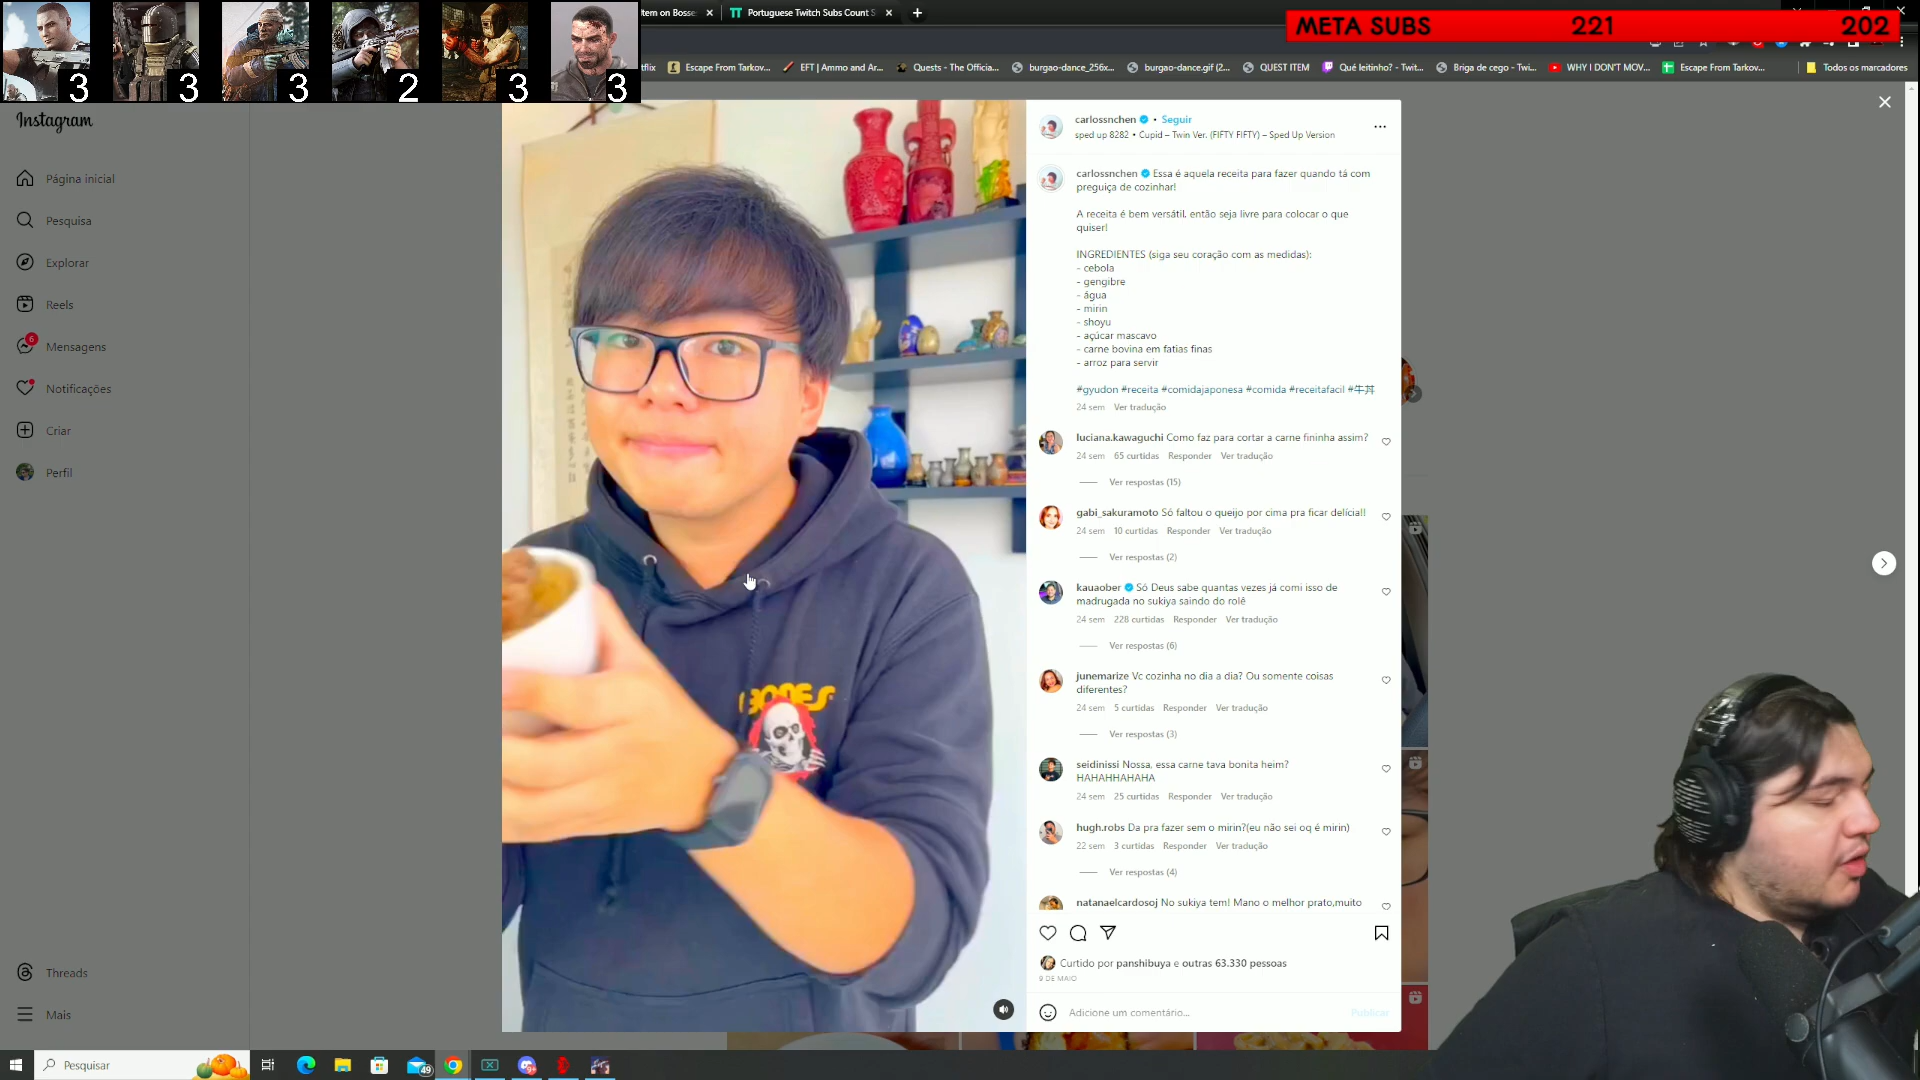 3
3
3
2
3
3
Item on Bosse
Portuguese Twitch Subs Count S
META SUBS 221 202
tflix
Escape From Tarkov...
EFT | Ammo and Ar...
Quests - The Officia...
burgao-dance_256x...
burgao-dance.gif (2...
QUEST ITEM
Qué leitinho? - Twit...
Briga de cego - Twi...
WHY I DON'T MOV...
Escape From Tarkov...
Todos os marcadores
Instagram
Página inicial
Pesquisa
Explorar
Reels
6
Mensagens
Notificações
Criar
Perfil
Threads
Mais
BONES
carlossnchen • Seguir
sped up 8282 • Cupid – Twin Ver. (FIFTY FIFTY) – Sped Up Version
carlossnchen Essa é aquela receita para fazer quando tá com
preguiça de cozinhar!
A receita é bem versátil, então seja livre para colocar o que
quiser!
INGREDIENTES (siga seu coração com as medidas):
- cebola
- gengibre
- água
- mirin
- shoyu
- açúcar mascavo
- carne bovina em fatias finas
- arroz para servir
#gyudon #receita #comidajaponesa #comida #receitafacil #牛丼
24 sem Ver tradução
luciana.kawaguchi Como faz para cortar a carne fininha assim?
24 sem 65 curtidas Responder Ver tradução
Ver respostas (15)
gabi_sakuramoto Só faltou o queijo por cima pra ficar delícia!!
24 sem 10 curtidas Responder Ver tradução
Ver respostas (2)
kauaober Só Deus sabe quantas vezes já comi isso de
madrugada no sukiya saindo do rolê
24 sem 228 curtidas Responder Ver tradução
Ver respostas (6)
junemarize Vc cozinha no dia a dia? Ou somente coisas
diferentes?
24 sem 5 curtidas Responder Ver tradução
Ver respostas (3)
seidinissi Nossa, essa carne tava bonita heim?
HAHAHHAHAHA
24 sem 25 curtidas Responder Ver tradução
hugh.robs Da pra fazer sem o mirin?(eu não sei oq é mirin)
22 sem 3 curtidas Responder Ver tradução
Ver respostas (4)
natanaelcardosoj No sukiya tem! Mano o melhor prato,muito
Curtido por panshibuya e outras 63.330 pessoas
9 DE MAIO
Adicione um comentário...
Publicar
Pesquisar
49